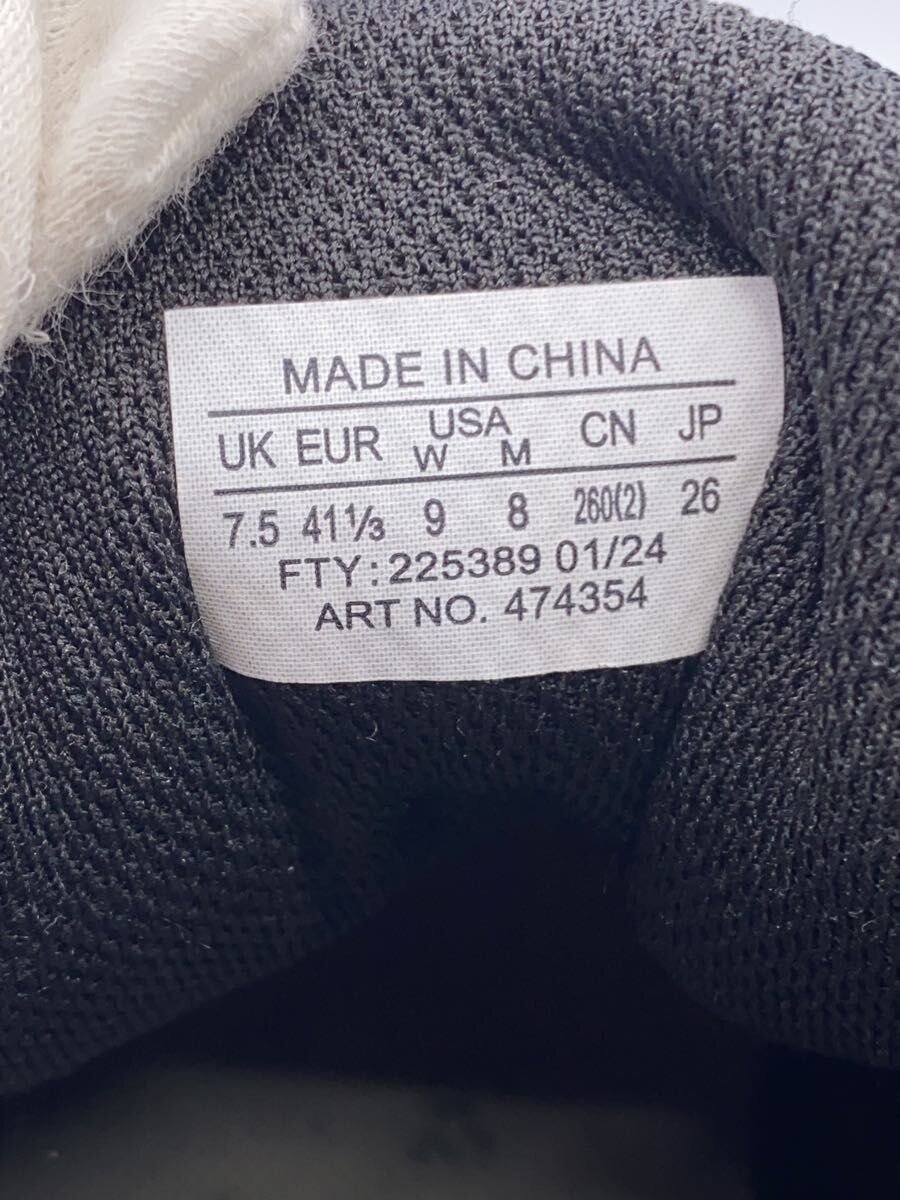 MADE IN CHINA
UK EUR USA CN JP
W M
7.5 41⅓ 9 8 260(2) 26
FTY: 225389 01/24
ART NO. 474354